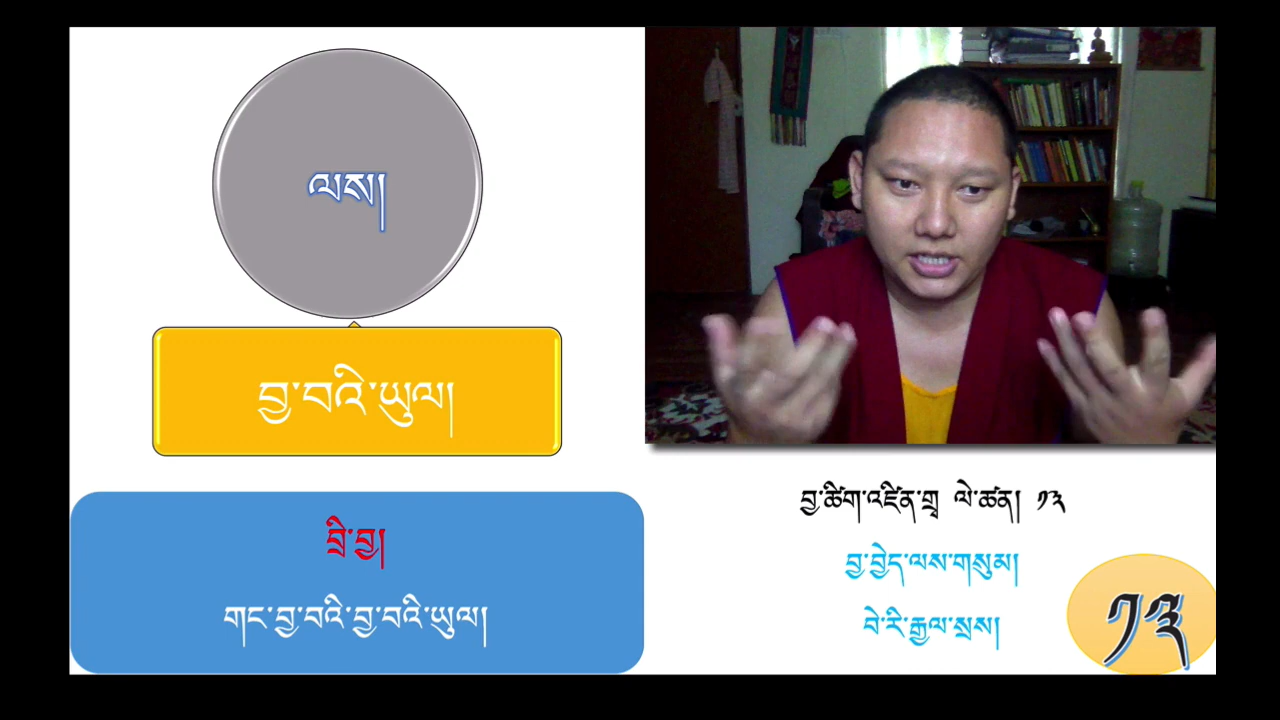 ལས།
བྱ་བའི་ཡུལ།
བྲི་བྱ།
གང་བྱ་བའི་བྱ་བའི་ཡུལ།
བྱ་ཚིག་འཛིན་གྲྭ ལེ་ཚན། ༡༣
བྱ་བྱེད་ལས་གསུམ།
བེ་རི་རྒྱལ་སྲས།
༡༣